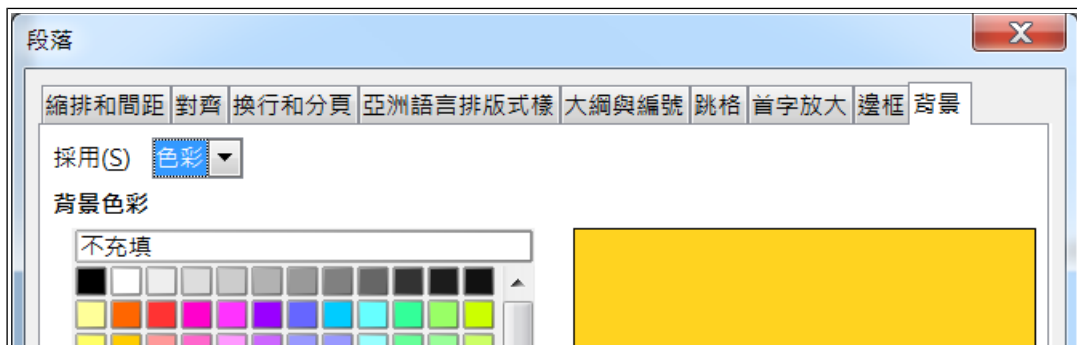 段落
縮排和間距 對齊 換行和分頁 亞洲語言排版式樣 大綱與編號 跳格 首字放大 邊框 背景
採用(S) 色彩
背景色彩
不充填